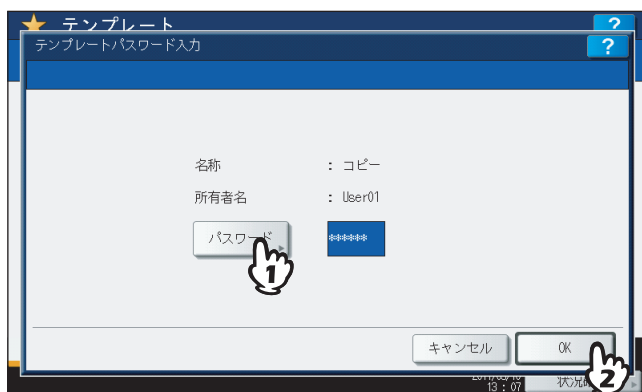 テンプレート
?
テンプレートパスワード入力
?
名称 : コピー
所有者名 : User01
パスワード ******
1
キャンセル OK
2
13:07 状況